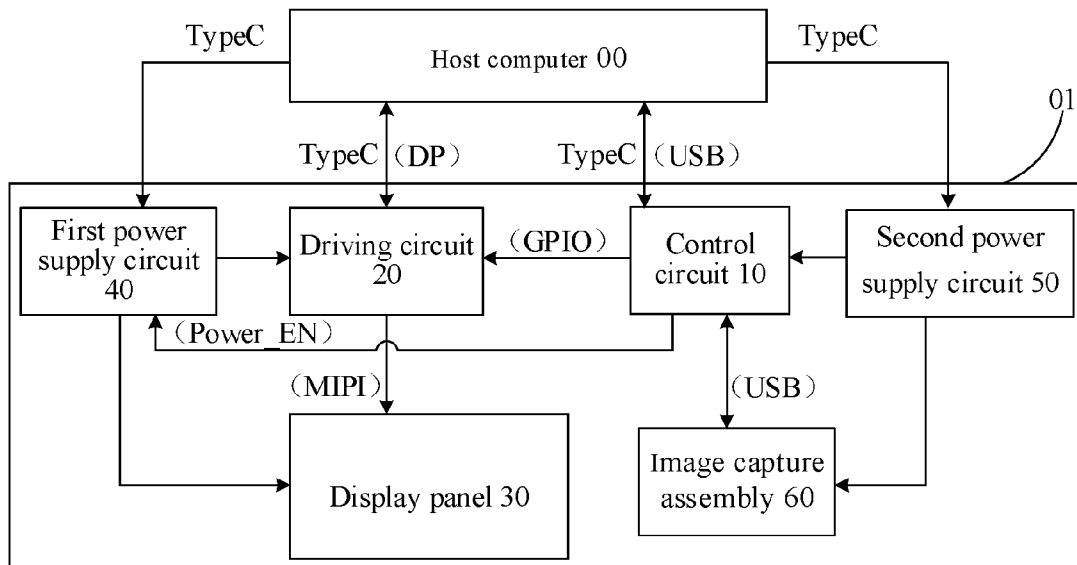 TypeC
Host computer 00
TypeC
01
TypeC（DP）
TypeC（USB）
First power
supply circuit
40
Driving circuit
20
（GPIO）
Control
circuit 10
Second power
supply circuit 50
（Power_EN）
（MIPI）
（USB）
Display panel 30
Image capture
assembly 60